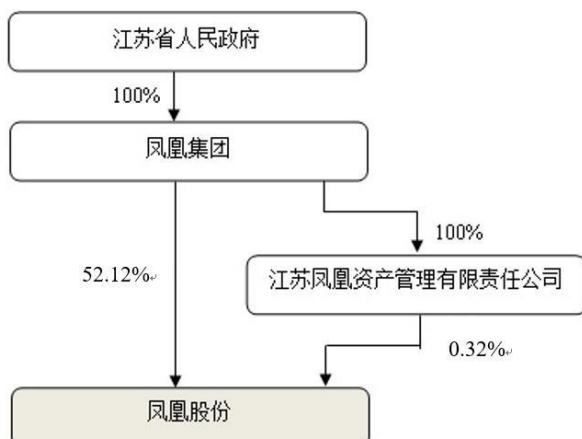 江苏省人民政府
100%
凤凰集团
100%
52.12%
江苏凤凰资产管理有限责任公司
0.32%
凤凰股份